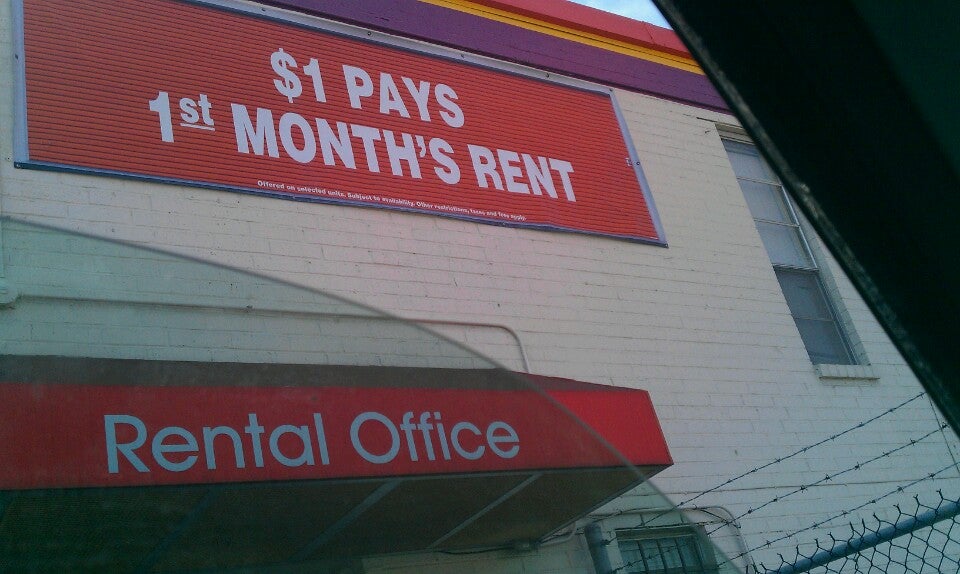 $1 PAYS
1st MONTH'S RENT
Offered on selected units. Subject to availability. Other restrictions, taxes and fees apply.
Rental Office